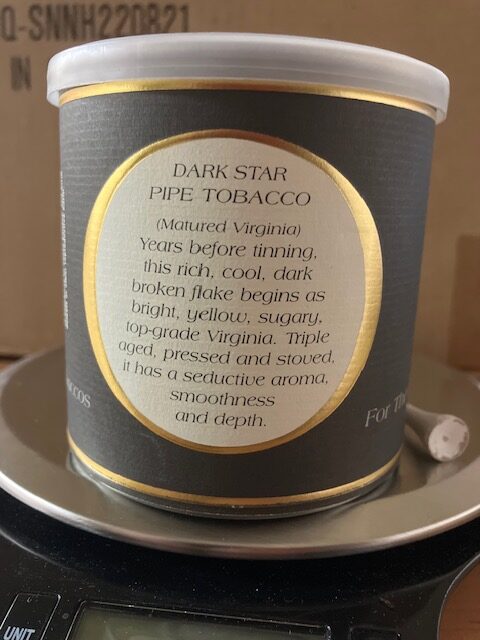 Q-SNNH220821
IN
DARK STAR
PIPE TOBACCO
(Matured Virginia)
Years before tinning,
this rich, cool, dark
broken flake begins as
bright, yellow, sugary,
top-grade Virginia. Triple
aged, pressed and stoved,
it has a seductive aroma,
smoothness
and depth.
For
UNIT